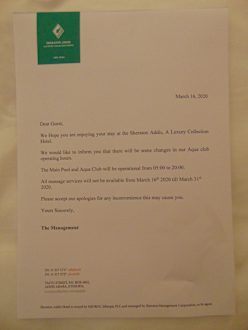 SHERATON ADDIS
March 16, 2020
Dear Guest,
We Hope you are enjoying your stay at the Sheraton Addis, A Luxury Collection
Hotel.
We would like to inform you that there will be some changes in our Aqua club
operating hours.
The Main Pool and Aqua Club will be operational from 05:00 to 20:00.
All massage services will not be available from March 16th 2020 till March 31st
2020.
Please accept our apologies for any inconvenience this may cause you.
Yours Sincerely,
The Management